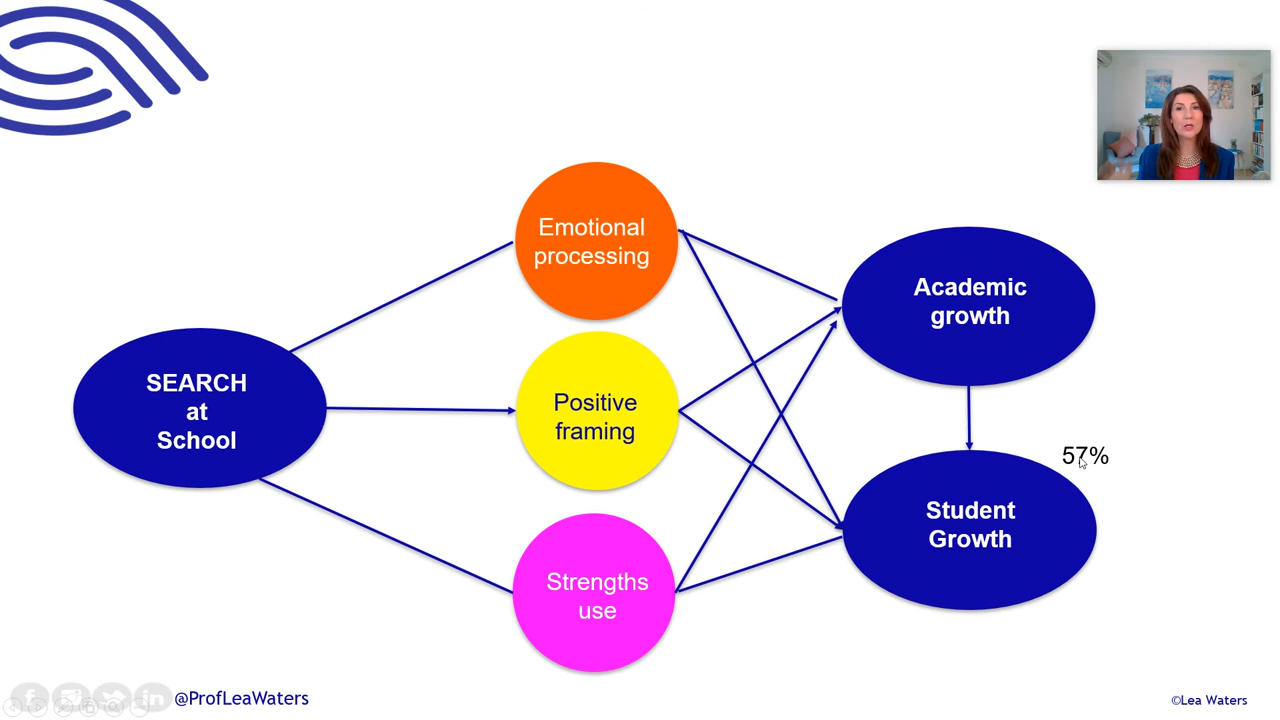 Emotional
processing
Academic
growth
SEARCH
at
School
Positive
framing
57%
Student
Growth
Strengths
use
@ProfLeaWaters
©Lea Waters